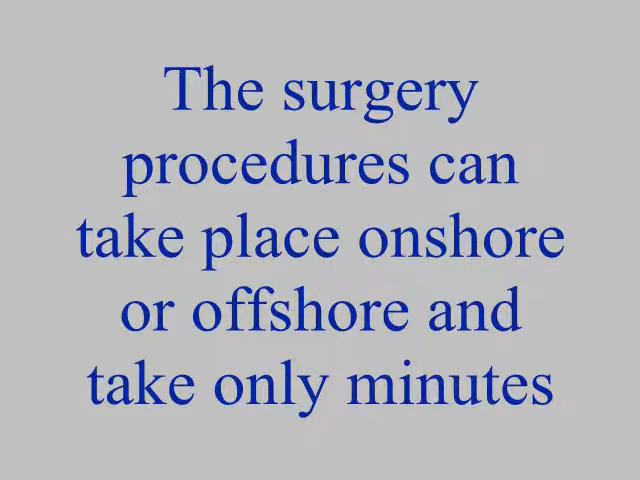 The surgery
procedures can
take place onshore
or offshore and
take only minutes